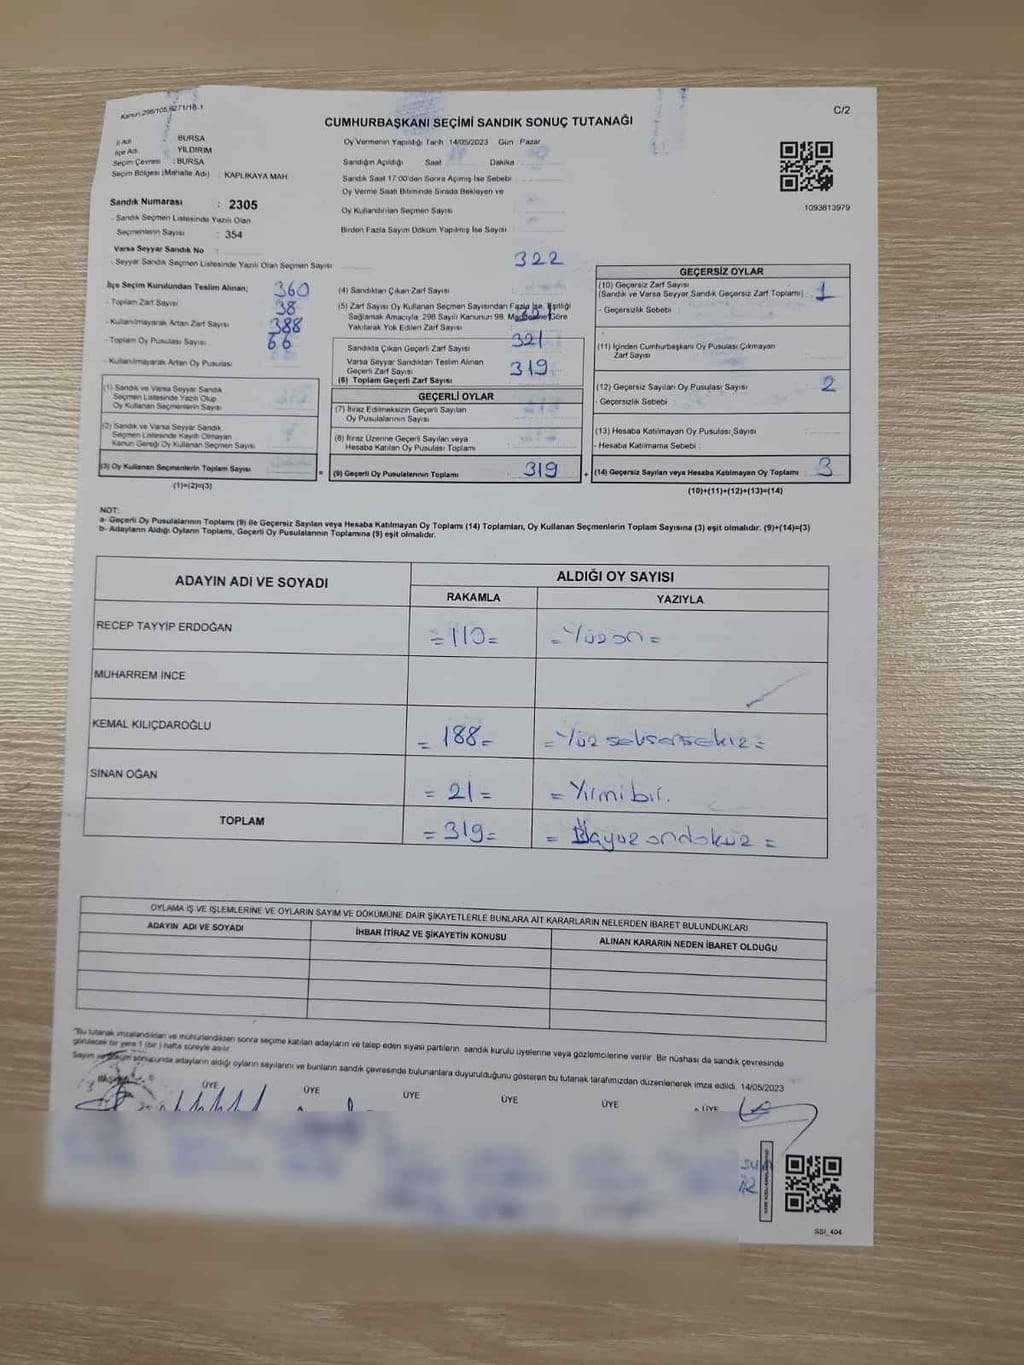 Kanun:298/105,6271/18-1
C/2
CUMHURBAŞKANI SEÇİMİ SANDIK SONUÇ TUTANAĞI
İl Adı : BURSA
İlçe Adı : YILDIRIM
Seçim Çevresi : BURSA
Seçim Bölgesi (Mahalle Adı) : KAPLIKAYA MAH
Sandık Numarası : 2305
- Sandık Seçmen Listesinde Yazılı Olan
Seçmenlerin Sayısı : 354
Varsa Seyyar Sandık No :
- Seyyar Sandık Seçmen Listesinde Yazılı Olan Seçmen Sayısı
Oy Vermenin Yapıldığı Tarih 14/05/2023 Gün : Pazar
Sandığın Açıldığı Saat Dakika :
Sandık Saat 17:00'den Sonra Açılmış İse Sebebi :
Oy Verme Saati Bitiminde Sırada Bekleyen ve
Oy Kullandırılan Seçmen Sayısı
Birden Fazla Sayım Döküm Yapılmış İse Sayısı
1093813979
İlçe Seçim Kurulundan Teslim Alınan;
- Toplam Zarf Sayısı 360
- Kullanılmayarak Artan Zarf Sayısı 38
- Toplam Oy Pusulası Sayısı 388
- Kullanılmayarak Artan Oy Pusulası 66
(1) Sandık ve Varsa Seyyar Sandık
Seçmen Listesinde Yazılı Olup
Oy Kullanan Seçmenlerin Sayısı
(2) Sandık ve Varsa Seyyar Sandık
Seçmen Listesinde Kayıtlı Olmayan
Kanun Gereği Oy Kullanan Seçmen Sayısı
(3) Oy Kullanan Seçmenlerin Toplam Sayısı
(1)+(2)=(3)
322
(4) Sandıktan Çıkan Zarf Sayısı :
(5) Zarf Sayısı Oy Kullanan Seçmen Sayısından Fazla İse, Eşitliği
Sağlamak Amacıyla; 298 Sayılı Kanunun 98. Maddesine Göre
Yakılarak Yok Edilen Zarf Sayısı
Sandıkta Çıkan Geçerli Zarf Sayısı 321
Varsa Seyyar Sandıktan Teslim Alınan
Geçerli Zarf Sayısı 319
(6) Toplam Geçerli Zarf Sayısı
GEÇERLİ OYLAR
(7) İtiraz Edilmeksizin Geçerli Sayılan
Oy Pusulalarının Sayısı
(8) İtiraz Üzerine Geçerli Sayılan veya
Hesaba Katılan Oy Pusulası Toplamı
= (9) Geçerli Oy Pusulalarının Toplamı 319
GEÇERSİZ OYLAR
(10) Geçersiz Zarf Sayısı 1
(Sandık ve Varsa Seyyar Sandık Geçersiz Zarf Toplamı)
- Geçersizlik Sebebi
(11) İçinden Cumhurbaşkanı Oy Pusulası Çıkmayan
Zarf Sayısı
(12) Geçersiz Sayılan Oy Pusulası Sayısı 2
- Geçersizlik Sebebi :
(13) Hesaba Katılmayan Oy Pusulası Sayısı
- Hesaba Katılmama Sebebi :
+ (14) Geçersiz Sayılan veya Hesaba Katılmayan Oy Toplamı 3
(10)+(11)+(12)+(13)=(14)
NOT:
a- Geçerli Oy Pusulalarının Toplamı (9) ile Geçersiz Sayılan veya Hesaba Katılmayan Oy Toplamı (14) Toplamları, Oy Kullanan Seçmenlerin Toplam Sayısına (3) eşit olmalıdır. (9)+(14)=(3)
b- Adayların Aldığı Oyların Toplamı, Geçerli Oy Pusulalarının Toplamına (9) eşit olmalıdır.
ADAYIN ADI VE SOYADI ALDIĞI OY SAYISI
RAKAMLA YAZIYLA
RECEP TAYYİP ERDOĞAN =110= =Yüzon=
MUHARREM İNCE
KEMAL KILIÇDAROĞLU =188= =Yüzseksensekiz=
SİNAN OĞAN =21= =Yirmibir.
TOPLAM =319= = Üçyüzondokuz =
OYLAMA İŞ VE İŞLEMLERİNE VE OYLARIN SAYIM VE DÖKÜMÜNE DAİR ŞİKAYETLERLE BUNLARA AİT KARARLARIN NELERDEN İBARET BULUNDUKLARI
ADAYIN ADI VE SOYADI İHBAR İTİRAZ VE ŞİKAYETİN KONUSU ALINAN KARARIN NEDEN İBARET OLDUĞU
*Bu tutanak imzalandıktan ve mühürlendikten sonra seçime katılan adayların ve talep eden siyasi partilerin sandık kurulu üyelerine veya gözlemcilerine verilir. Bir nüshası da sandık çevresinde
görülecek bir yere 1 (bir) hafta süreyle asılır.
Sayım ve döküm sonucunda adayların aldığı oyların sayılarını ve bunların sandık çevresinde bulunanlara duyurulduğunu gösteren bu tutanak tarafımızdan düzenlenerek imza edildi. 14/05/2023
BAŞKAN ÜYE ÜYE ÜYE ÜYE ÜYE ÜYE
SSI_404